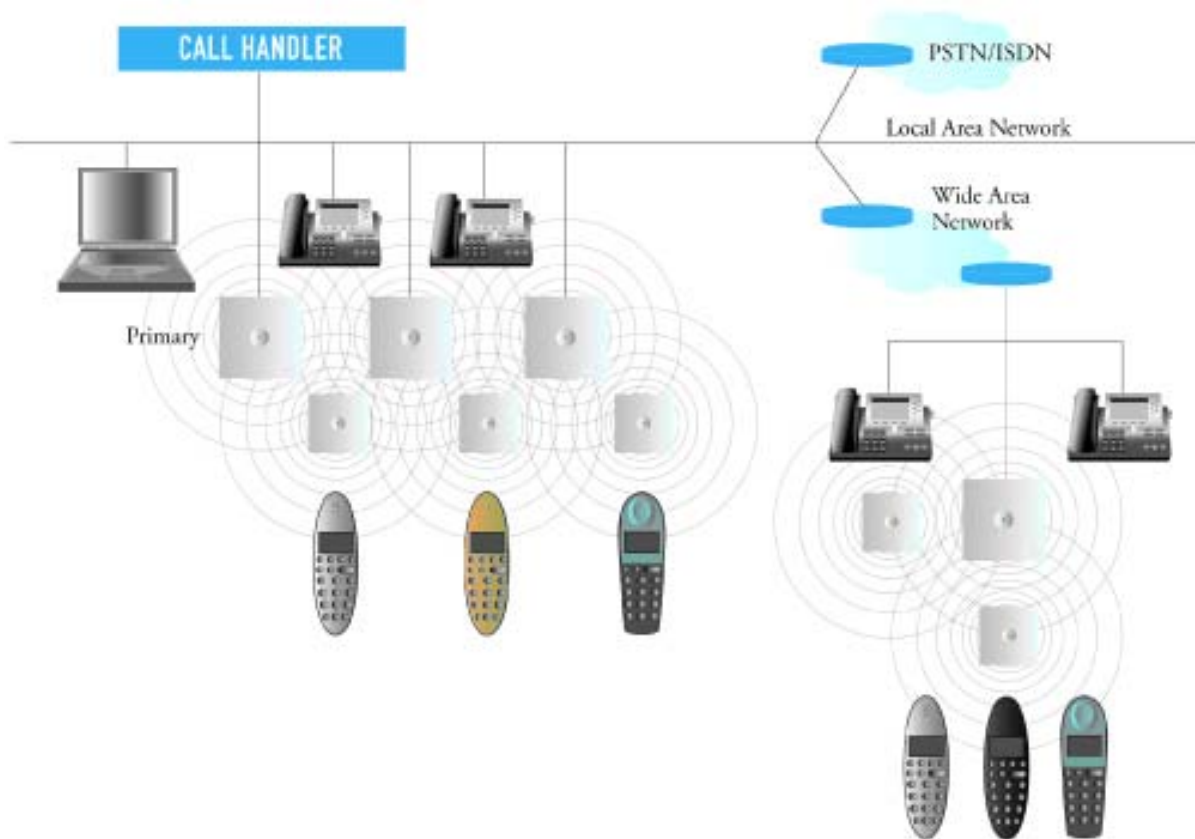 CALL HANDLER
PSTN/ISDN
Local Area Network
Wide Area
Network
Primary